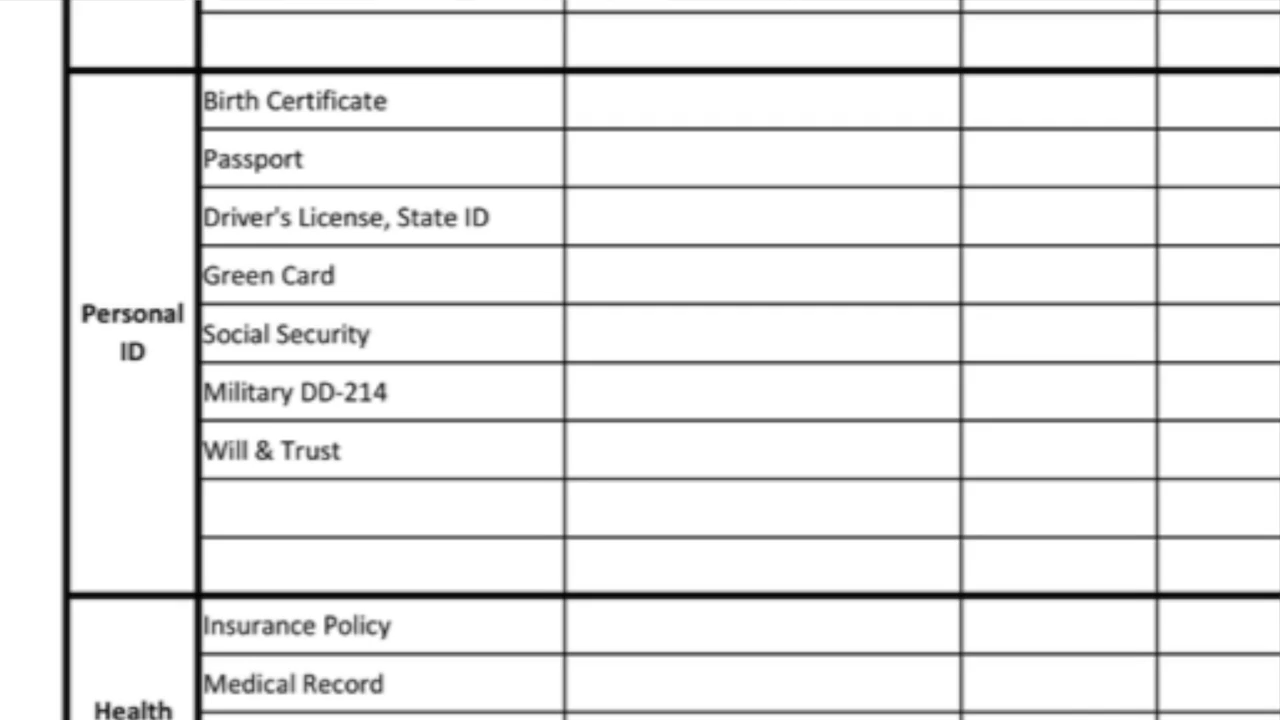 Birth Certificate
Passport
Driver's License, State ID
Green Card
Personal
ID
Social Security
Military DD-214
Will & Trust
Insurance Policy
Medical Record
Health